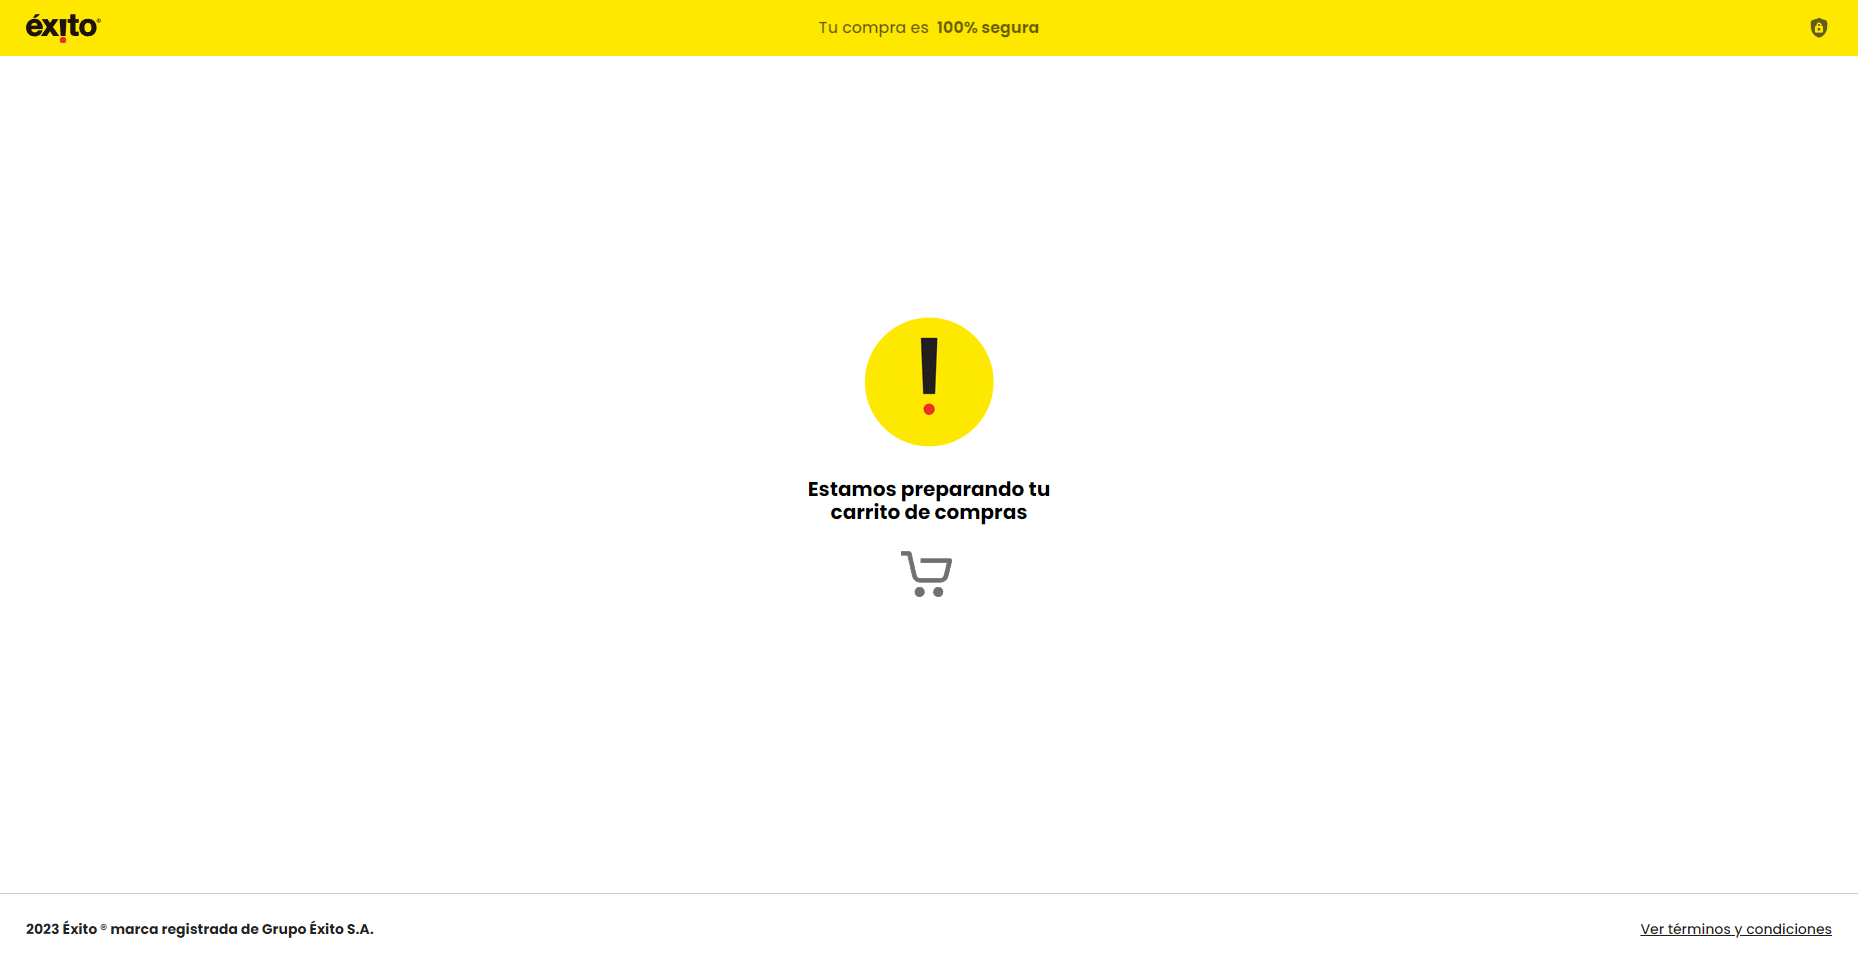 éxito®
Tu compra es 100% segura
Estamos preparando tu
carrito de compras
2023 Éxito ® marca registrada de Grupo Éxito S.A.
Ver términos y condiciones